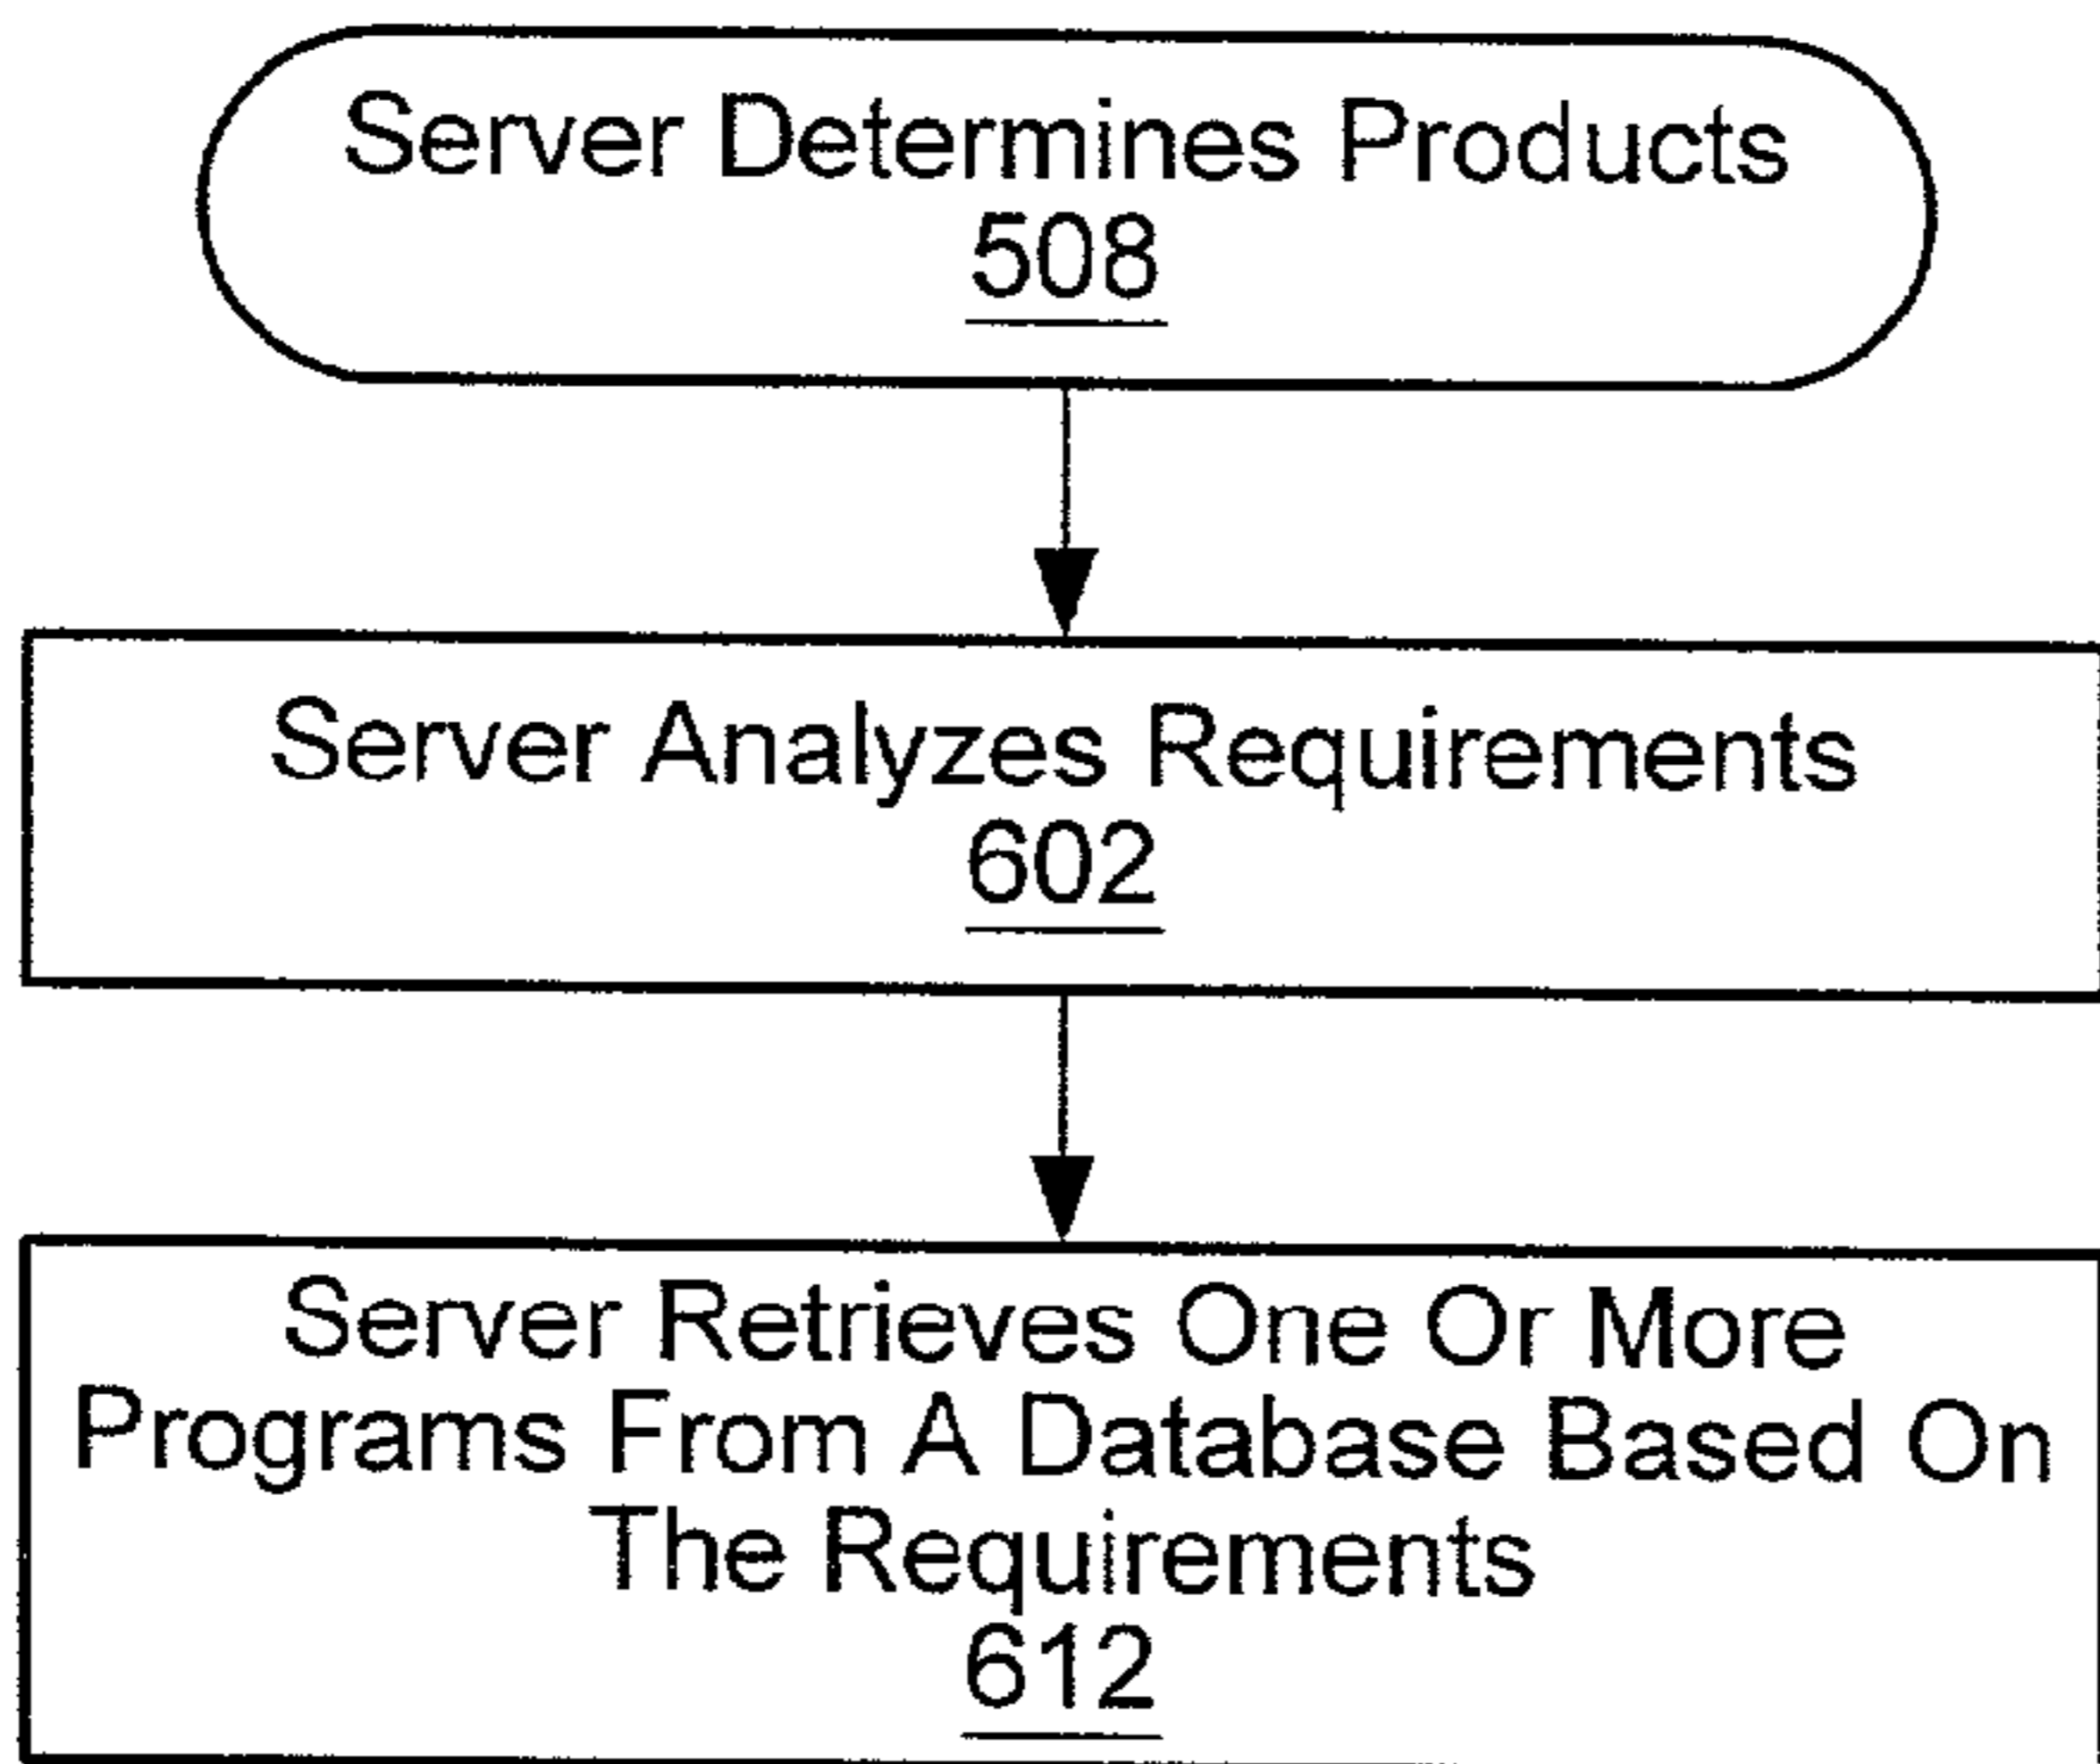 Server Determines Products
508
Server Analyzes Requirements
602
Server Retrieves One Or More
Programs From A Database Based On
The Requirements
612